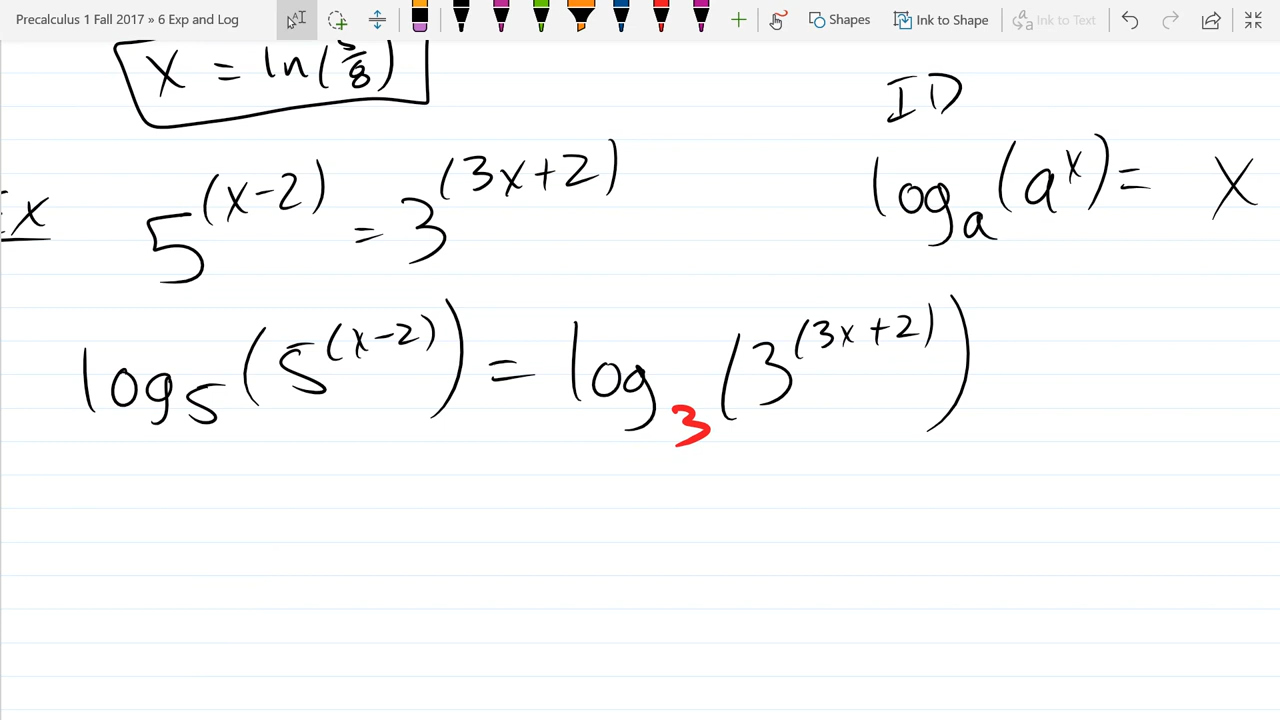 Precalculus 1 Fall 2017 » 6 Exp and Log
Shapes
Ink to Shape
Ink to Text
x = ln(5/8)
ID
log_a(a^x) = x
Ex 5^(x-2) = 3^(3x+2)
log_5(5^(x-2)) = log_3(3^(3x+2))